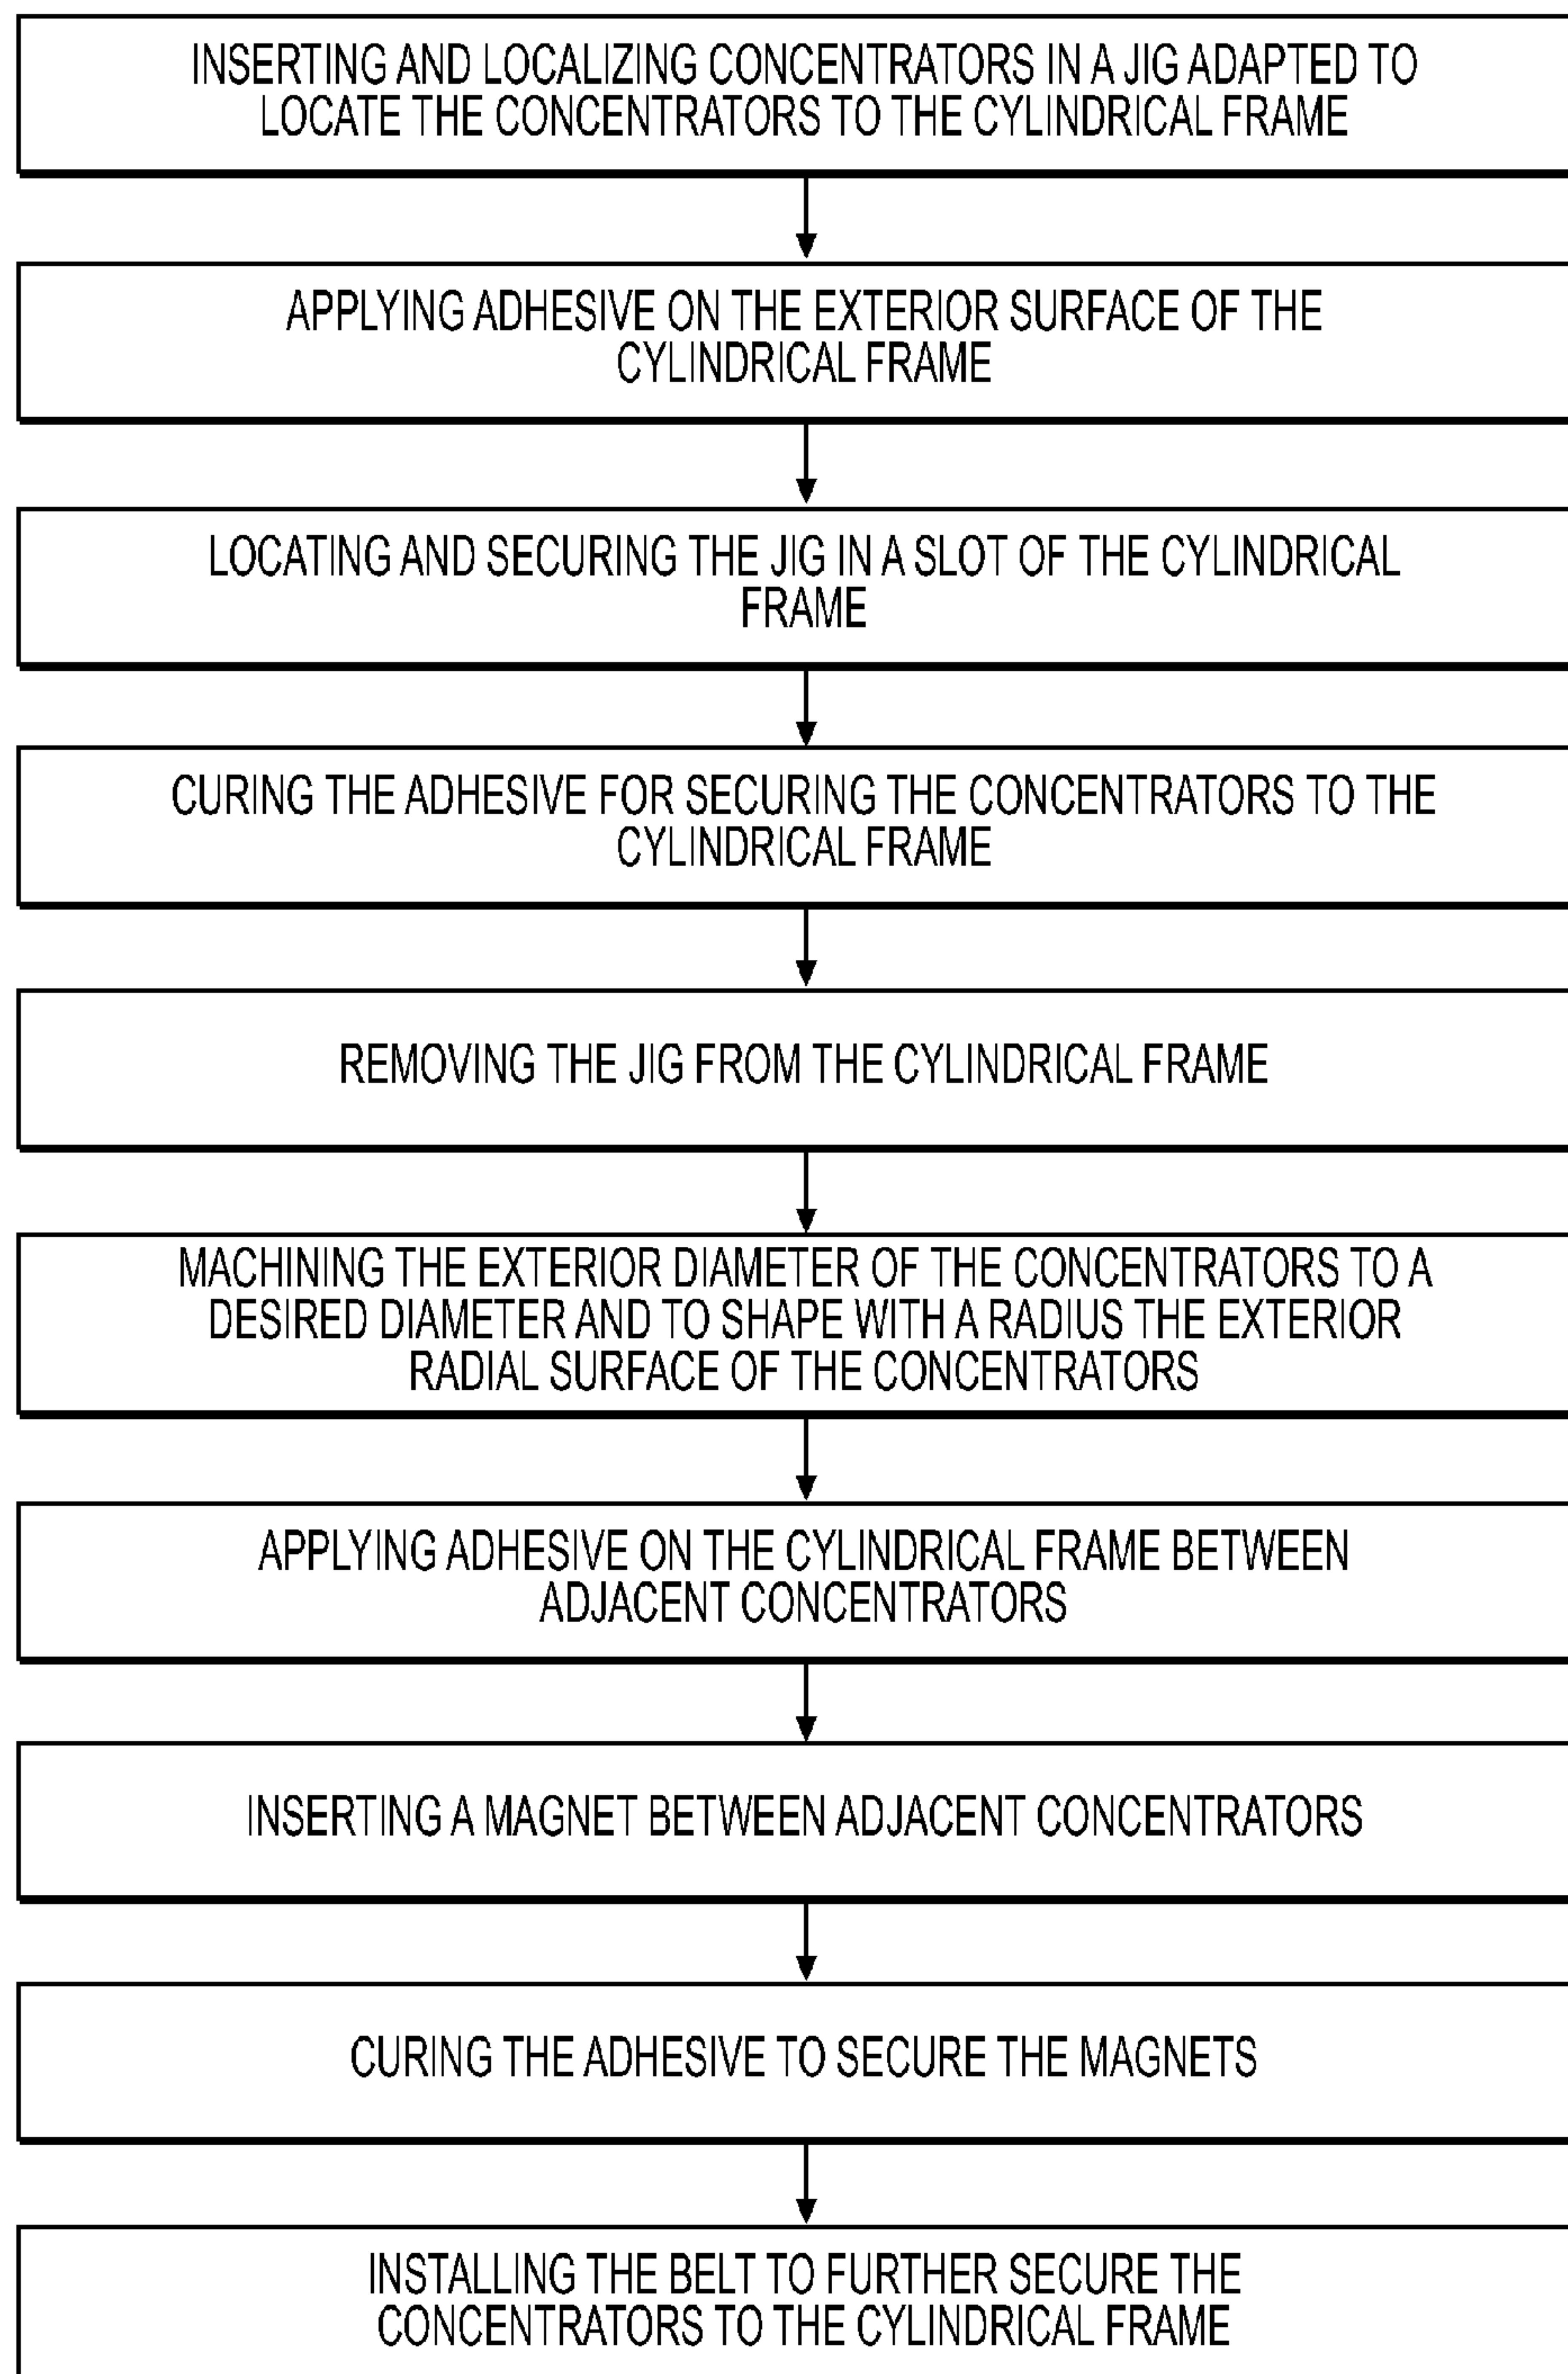 INSERTING AND LOCALIZING CONCENTRATORS IN A JIG ADAPTED TO
LOCATE THE CONCENTRATORS TO THE CYLINDRICAL FRAME
APPLYING ADHESIVE ON THE EXTERIOR SURFACE OF THE
CYLINDRICAL FRAME
LOCATING AND SECURING THE JIG IN A SLOT OF THE CYLINDRICAL
FRAME
CURING THE ADHESIVE FOR SECURING THE CONCENTRATORS TO THE
CYLINDRICAL FRAME
REMOVING THE JIG FROM THE CYLINDRICAL FRAME
MACHINING THE EXTERIOR DIAMETER OF THE CONCENTRATORS TO A
DESIRED DIAMETER AND TO SHAPE WITH A RADIUS THE EXTERIOR
RADIAL SURFACE OF THE CONCENTRATORS
APPLYING ADHESIVE ON THE CYLINDRICAL FRAME BETWEEN
ADJACENT CONCENTRATORS
INSERTING A MAGNET BETWEEN ADJACENT CONCENTRATORS
CURING THE ADHESIVE TO SECURE THE MAGNETS
INSTALLING THE BELT TO FURTHER SECURE THE
CONCENTRATORS TO THE CYLINDRICAL FRAME